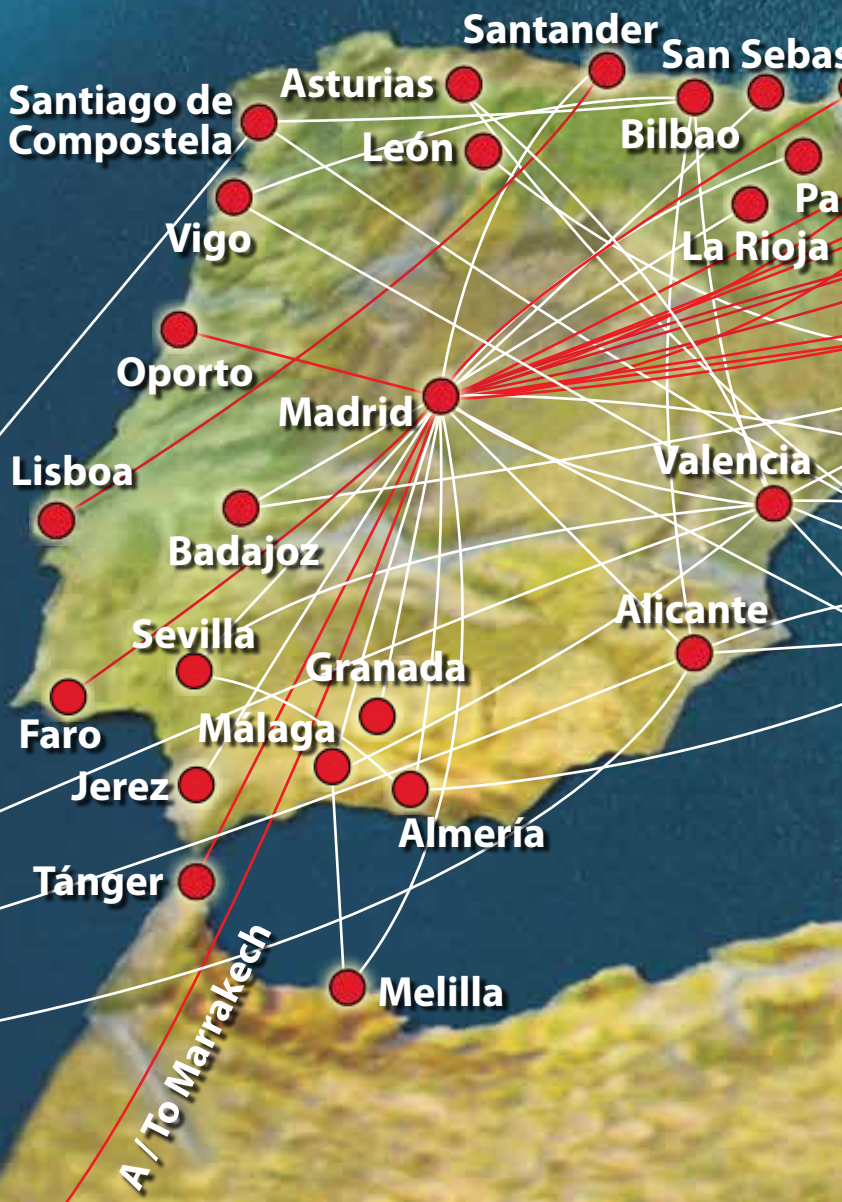 Santander
San Sebas
Asturias
Santiago de
Compostela
Bilbao
León
Pa
Vigo
La Rioja
Oporto
Madrid
Valencia
Lisboa
Badajoz
Alicante
Sevilla
Granada
Málaga
Faro
Jerez
Almería
Tánger
Melilla
A / To Marrakech